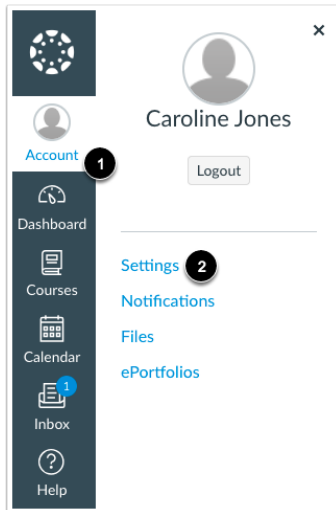 Account
1
Dashboard
Courses
Calendar
1
Inbox
Help
×
Caroline Jones
Logout
Settings 2
Notifications
Files
ePortfolios